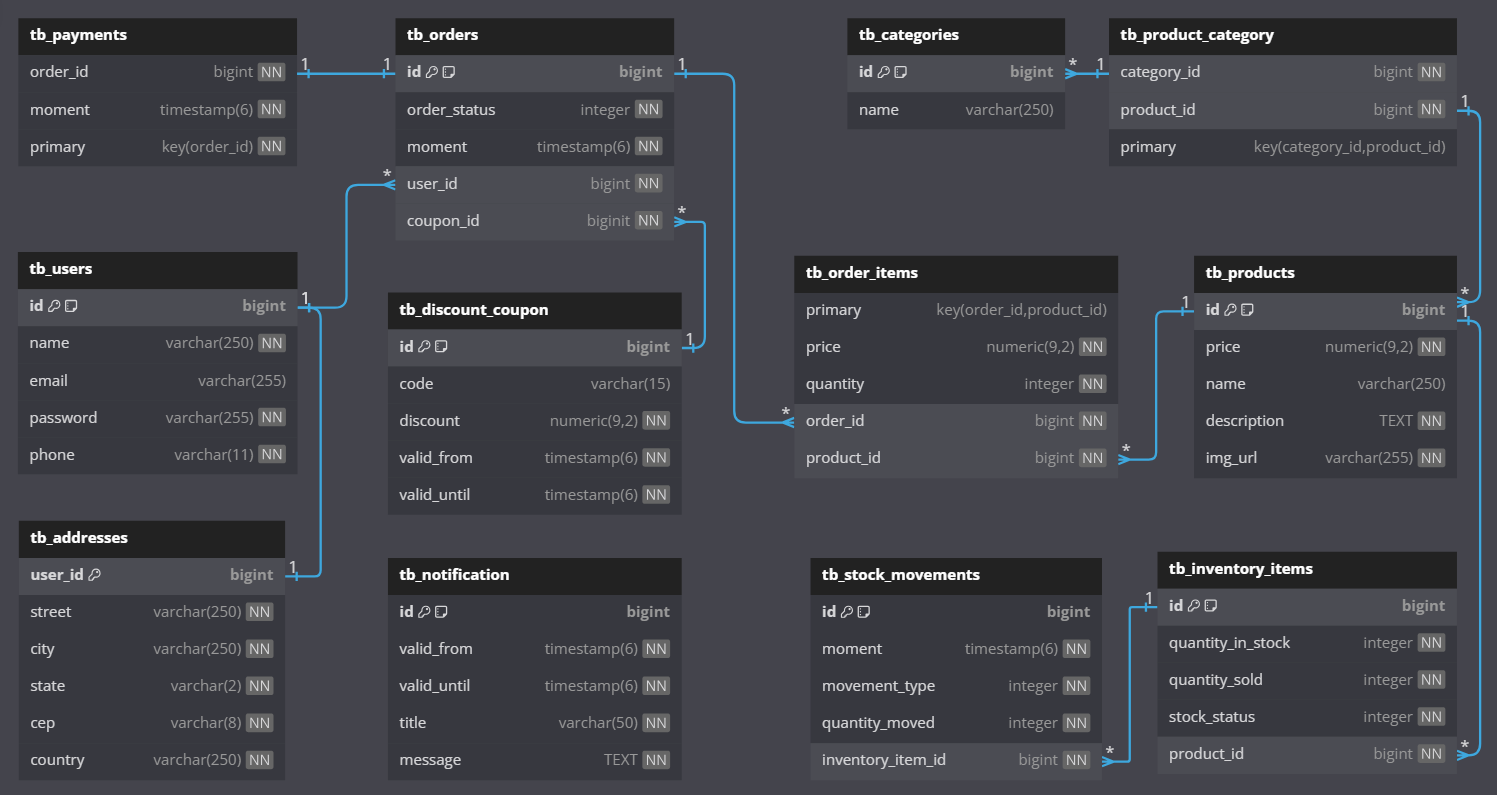 tb_payments
order_id bigint NN
moment timestamp(6) NN
primary key(order_id) NN
1 1
tb_orders
id bigint
order_status integer NN
moment timestamp(6) NN
user_id bigint NN
coupon_id biginit NN
1
*
*
tb_categories
id bigint
name varchar(250)
* 1
tb_product_category
category_id bigint NN
product_id bigint NN
primary key(category_id,product_id)
1
tb_users
id bigint
name varchar(250) NN
email varchar(255)
password varchar(255) NN
phone varchar(11) NN
1
tb_discount_coupon
id bigint
code varchar(15)
discount numeric(9,2) NN
valid_from timestamp(6) NN
valid_until timestamp(6) NN
1
tb_order_items
primary key(order_id,product_id)
price numeric(9,2) NN
quantity integer NN
order_id bigint NN
product_id bigint NN
*
*
tb_products
id bigint
price numeric(9,2) NN
name varchar(250)
description TEXT NN
img_url varchar(255) NN
1
*
1
tb_addresses
user_id bigint
street varchar(250) NN
city varchar(250) NN
state varchar(2) NN
cep varchar(8) NN
country varchar(250) NN
1
tb_notification
id bigint
valid_from timestamp(6) NN
valid_until timestamp(6) NN
title varchar(50) NN
message TEXT NN
tb_stock_movements
id bigint
moment timestamp(6) NN
movement_type integer NN
quantity_moved integer NN
inventory_item_id bigint NN
*
1
tb_inventory_items
id bigint
quantity_in_stock integer NN
quantity_sold integer NN
stock_status integer NN
product_id bigint NN
*